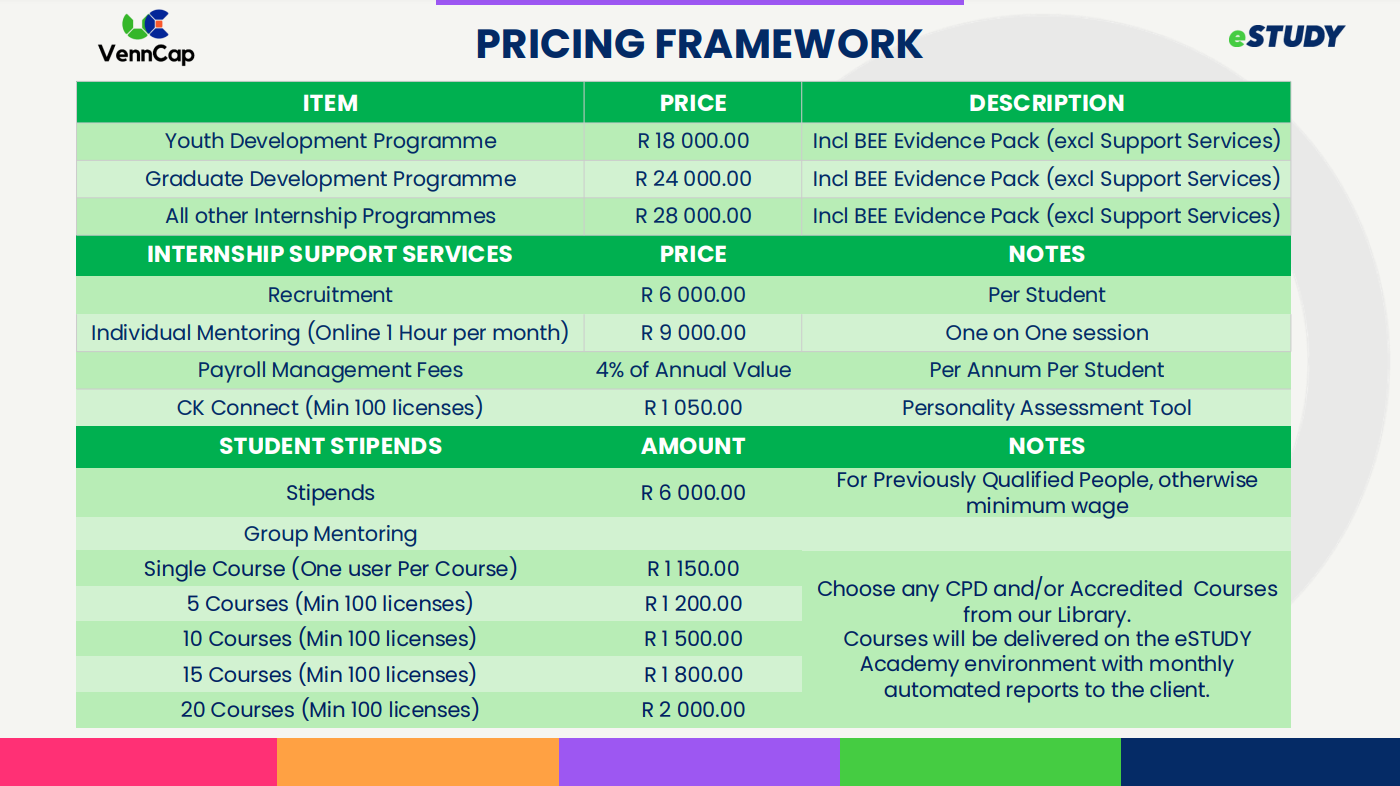 VennCap
PRICING FRAMEWORK
eSTUDY
ITEM PRICE DESCRIPTION
Youth Development Programme R 18 000.00 Incl BEE Evidence Pack (excl Support Services)
Graduate Development Programme R 24 000.00 Incl BEE Evidence Pack (excl Support Services)
All other Internship Programmes R 28 000.00 Incl BEE Evidence Pack (excl Support Services)
INTERNSHIP SUPPORT SERVICES PRICE NOTES
Recruitment R 6 000.00 Per Student
Individual Mentoring (Online 1 Hour per month) R 9 000.00 One on One session
Payroll Management Fees 4% of Annual Value Per Annum Per Student
CK Connect (Min 100 licenses) R 1 050.00 Personality Assessment Tool
STUDENT STIPENDS AMOUNT NOTES
Stipends R 6 000.00 For Previously Qualified People, otherwise
minimum wage
Group Mentoring
Single Course (One user Per Course) R 1 150.00
5 Courses (Min 100 licenses) R 1 200.00
10 Courses (Min 100 licenses) R 1 500.00
15 Courses (Min 100 licenses) R 1 800.00
20 Courses (Min 100 licenses) R 2 000.00
Choose any CPD and/or Accredited Courses
from our Library.
Courses will be delivered on the eSTUDY
Academy environment with monthly
automated reports to the client.